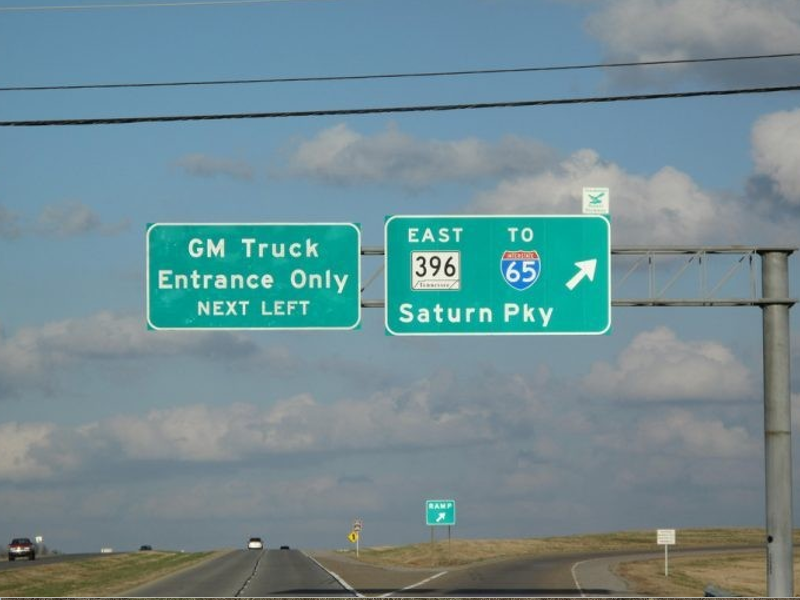 GM Truck
Entrance Only
NEXT LEFT
EAST TO
396
Tennessee
INTERSTATE
65
Saturn Pky
RAMP